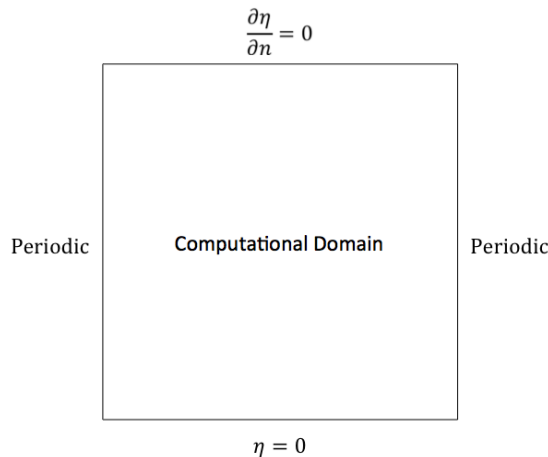 ∂η/∂n = 0
Periodic
Computational Domain
Periodic
η = 0